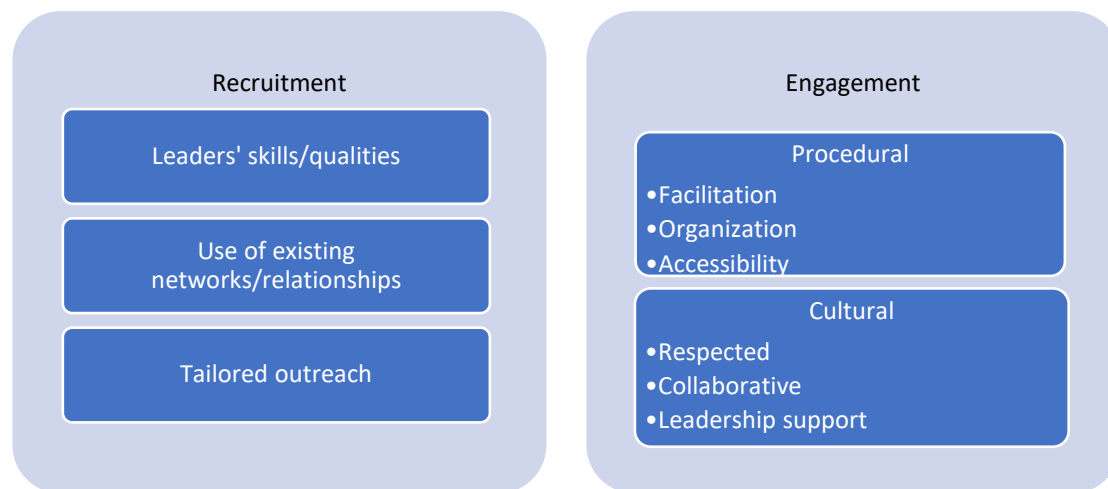 Recruitment
Leaders' skills/qualities
Use of existing
networks/relationships
Tailored outreach
Engagement
Procedural
•Facilitation
•Organization
•Accessibility
Cultural
•Respected
•Collaborative
•Leadership support